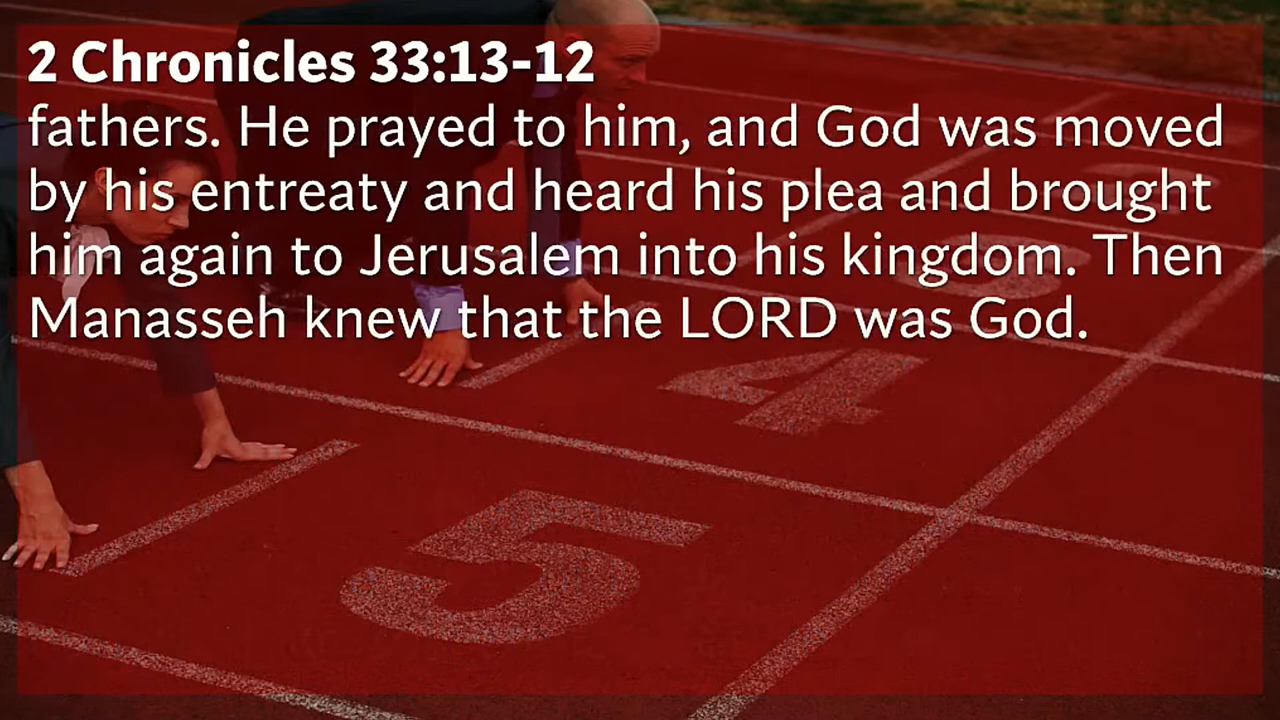 2 Chronicles 33:13-12
fathers. He prayed to him, and God was moved
by his entreaty and heard his plea and brought
him again to Jerusalem into his kingdom. Then
Manasseh knew that the LORD was God.
4
5